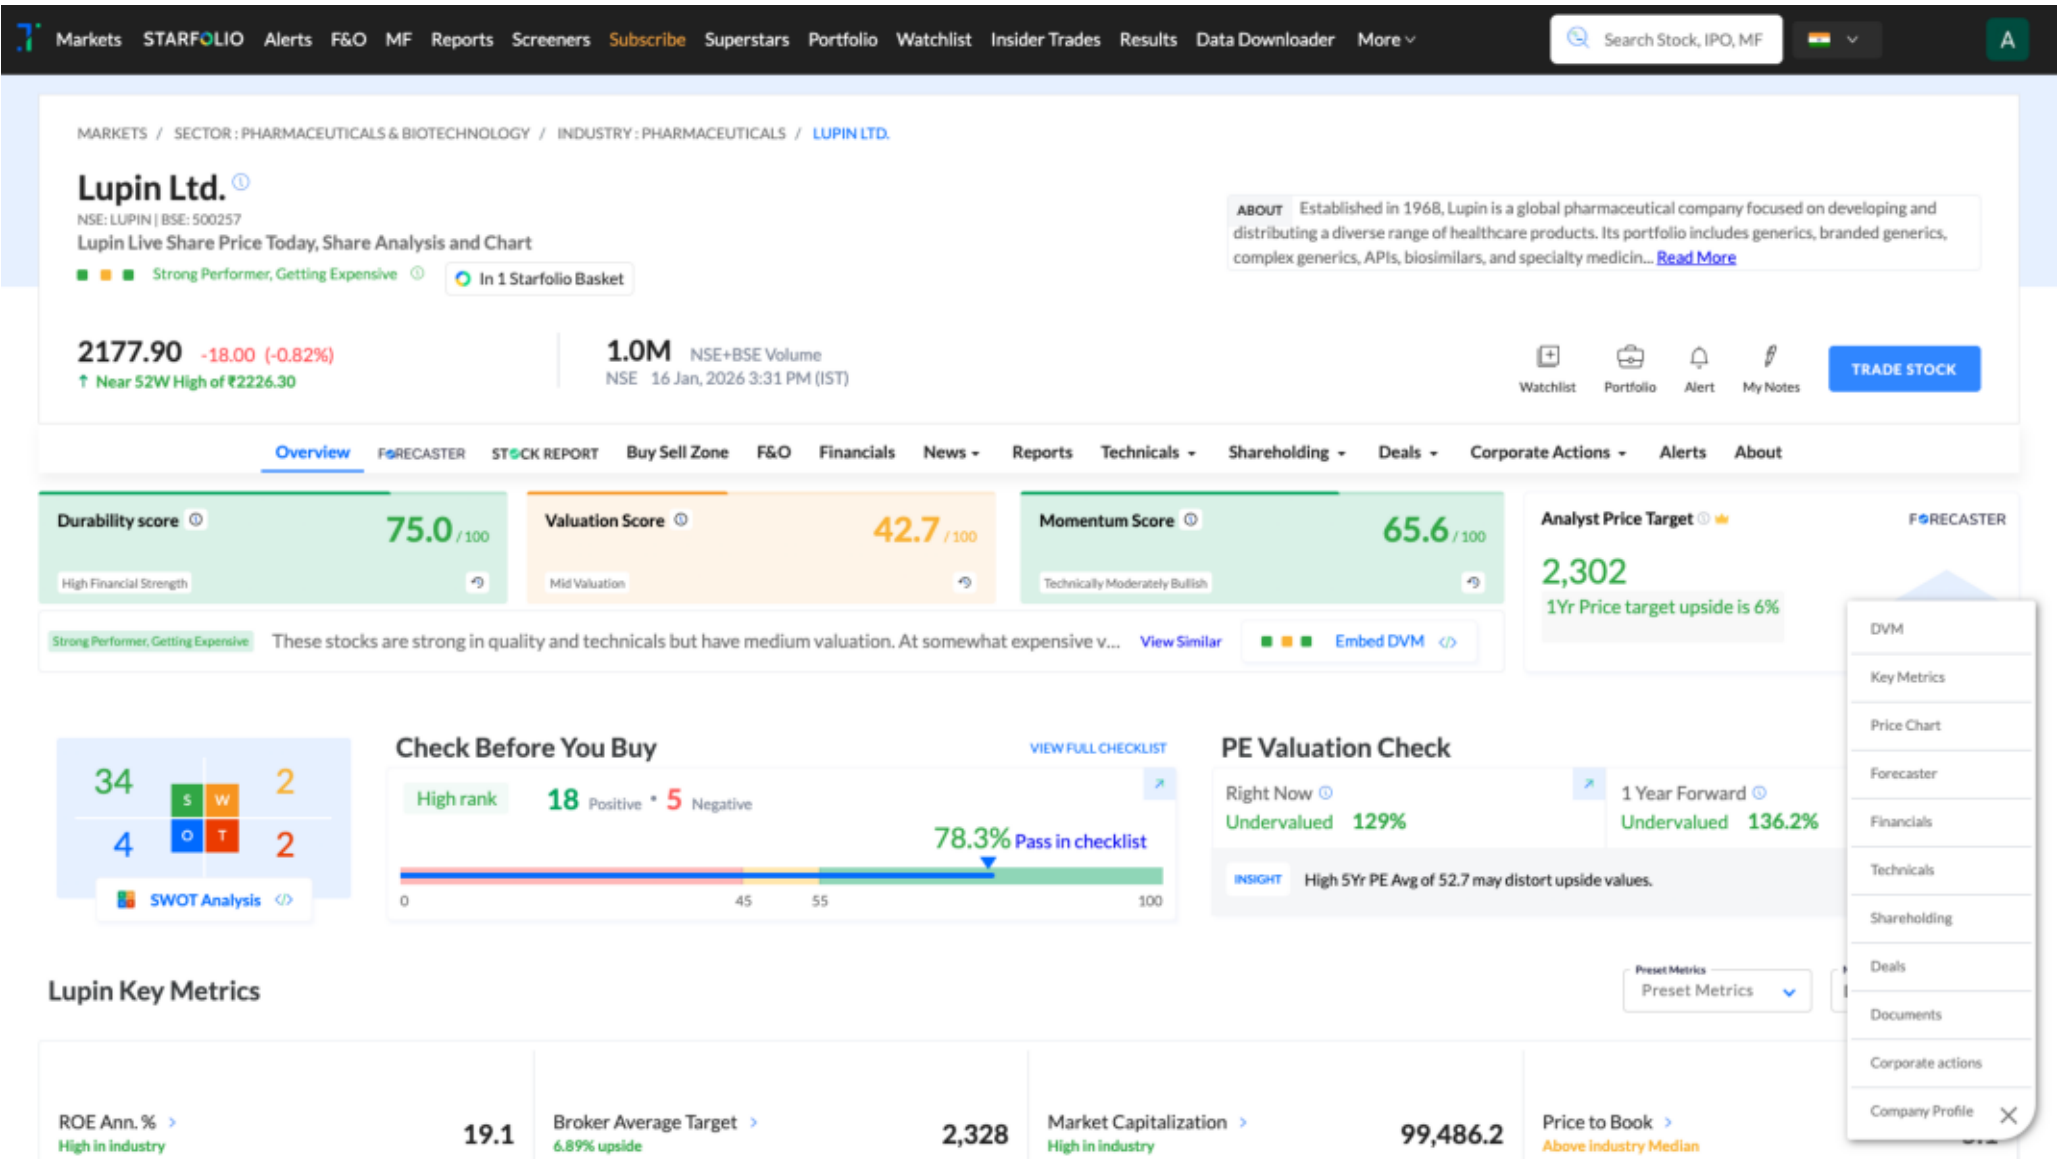 Markets STARFOLIO Alerts F&O MF Reports Screeners Subscribe Superstars Portfolio Watchlist Insider Trades Results Data Downloader More Search Stock, IPO, MF A
MARKETS / SECTOR : PHARMACEUTICALS & BIOTECHNOLOGY / INDUSTRY : PHARMACEUTICALS / LUPIN LTD.
Lupin Ltd.
NSE: LUPIN | BSE: 500257
Lupin Live Share Price Today, Share Analysis and Chart
Strong Performer, Getting Expensive In 1 Starfolio Basket
ABOUT Established in 1968, Lupin is a global pharmaceutical company focused on developing and
distributing a diverse range of healthcare products. Its portfolio includes generics, branded generics,
complex generics, APIs, biosimilars, and specialty medicin... Read More
2177.90 -18.00 (-0.82%)
↑ Near 52W High of ₹2226.30
1.0M NSE+BSE Volume
NSE 16 Jan, 2026 3:31 PM (IST)
Watchlist Portfolio Alert My Notes TRADE STOCK
Overview FORECASTER STOCK REPORT Buy Sell Zone F&O Financials News Reports Technicals Shareholding Deals Corporate Actions Alerts About
Durability score 75.0 / 100
High Financial Strength
Valuation Score 42.7 / 100
Mid Valuation
Momentum Score 65.6 / 100
Technically Moderately Bullish
Analyst Price Target FORECASTER
2,302
1Yr Price target upside is 6%
Strong Performer, Getting Expensive These stocks are strong in quality and technicals but have medium valuation. At somewhat expensive v... View Similar Embed DVM </>
34 2
S W
O T
4 2
SWOT Analysis </>
Check Before You Buy VIEW FULL CHECKLIST
High rank 18 Positive • 5 Negative
78.3% Pass in checklist
0 45 55 100
PE Valuation Check
Right Now
Undervalued 129%
1 Year Forward
Undervalued 136.2%
INSIGHT High 5Yr PE Avg of 52.7 may distort upside values.
DVM
Key Metrics
Price Chart
Forecaster
Financials
Technicals
Shareholding
Deals
Documents
Corporate actions
Company Profile
Lupin Key Metrics
Preset Metrics
Preset Metrics
ROE Ann. % 19.1
High in industry
Broker Average Target 2,328
6.89% upside
Market Capitalization 99,486.2
High in industry
Price to Book
Above industry Median